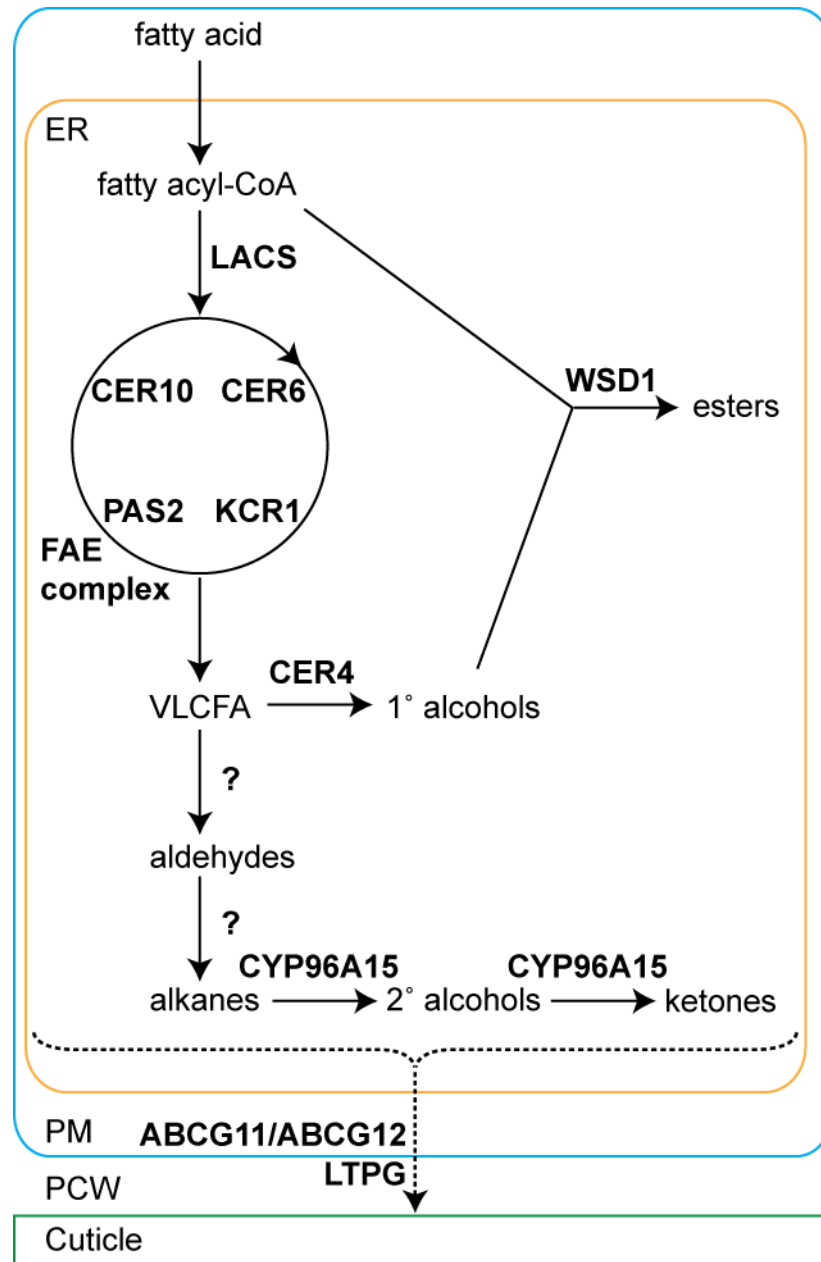 fatty acid
ER
fatty acyl-CoA
LACS
CER10 CER6
WSD1
esters
PAS2 KCR1
FAE
complex
CER4
VLCFA 1° alcohols
?
aldehydes
?
CYP96A15 CYP96A15
alkanes 2° alcohols ketones
PM ABCG11/ABCG12
LTPG
PCW
Cuticle